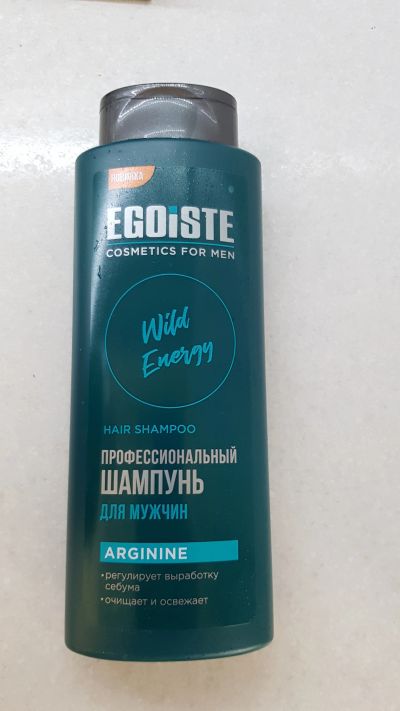 НОВИНКА
EGOiSTE
COSMETICS FOR MEN
Wild
Energy
HAIR SHAMPOO
ПРОФЕССИОНАЛЬНЫЙ
ШАМПУНЬ
ДЛЯ МУЖЧИН
ARGININE
•регулирует выработку
себума
•очищает и освежает